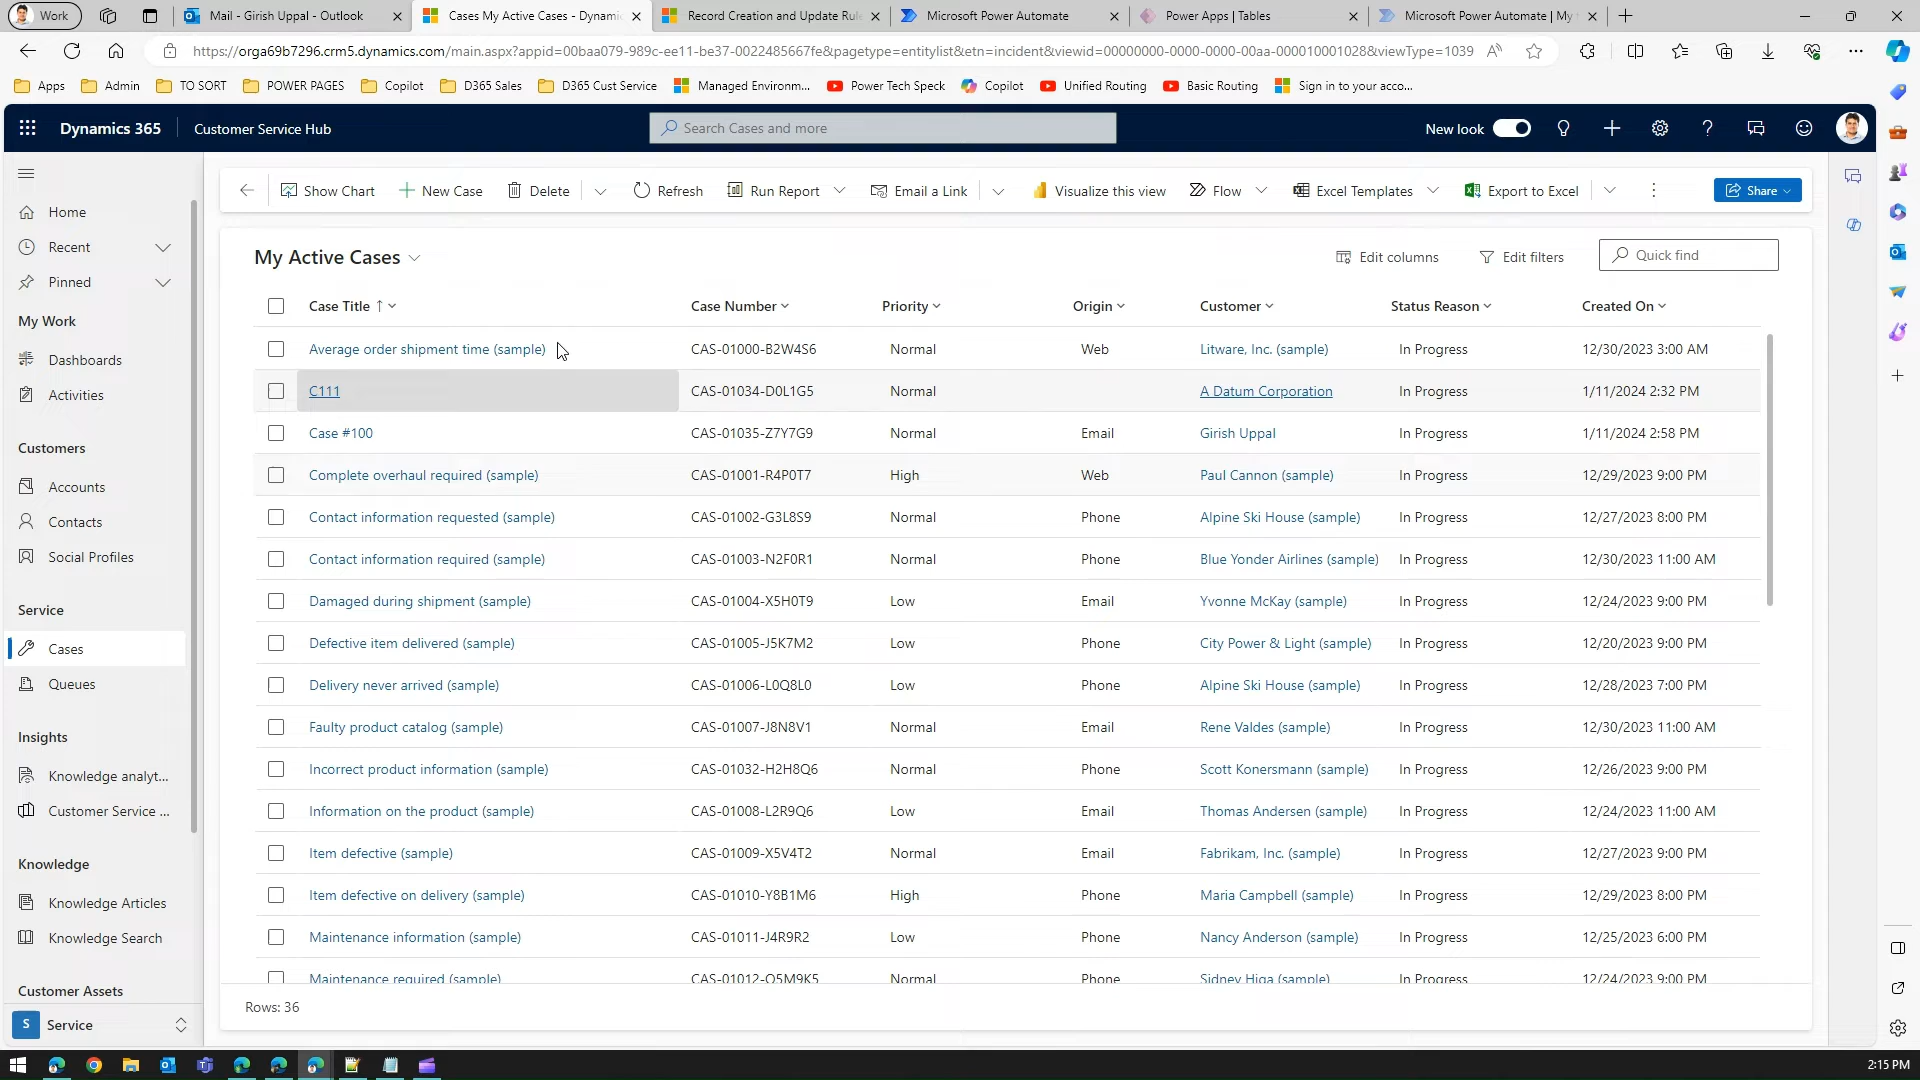 Work
Mail - Girish Uppal - Outlook
Cases My Active Cases - Dynamic
Record Creation and Update Rule
Microsoft Power Automate
Power Apps | Tables
Microsoft Power Automate | My
https://orga69b7296.crm5.dynamics.com/main.aspx?appid=00baa079-989c-ee11-be37-0022485667fe&pagetype=entitylist&etn=incident&viewid=00000000-0000-0000-00aa-000010001028&viewType=1039
Apps
Admin
TO SORT
POWER PAGES
Copilot
D365 Sales
D365 Cust Service
Managed Environm...
Power Tech Speck
Copilot
Unified Routing
Basic Routing
Sign in to your acco...
Dynamics 365
Customer Service Hub
Search Cases and more
New look
Show Chart
New Case
Delete
Refresh
Run Report
Email a Link
Visualize this view
Flow
Excel Templates
Export to Excel
Share
Home
Recent
Pinned
My Work
Dashboards
Activities
Customers
Accounts
Contacts
Social Profiles
Service
Cases
Queues
Insights
Knowledge analyt...
Customer Service ...
Knowledge
Knowledge Articles
Knowledge Search
Customer Assets
S Service
My Active Cases
Edit columns
Edit filters
Quick find
Case Title ↑ Case Number Priority Origin Customer Status Reason Created On
Average order shipment time (sample) CAS-01000-B2W4S6 Normal Web Litware, Inc. (sample) In Progress 12/30/2023 3:00 AM
C111 CAS-01034-D0L1G5 Normal A Datum Corporation In Progress 1/11/2024 2:32 PM
Case #100 CAS-01035-Z7Y7G9 Normal Email Girish Uppal In Progress 1/11/2024 2:58 PM
Complete overhaul required (sample) CAS-01001-R4P0T7 High Web Paul Cannon (sample) In Progress 12/29/2023 9:00 PM
Contact information requested (sample) CAS-01002-G3L8S9 Normal Phone Alpine Ski House (sample) In Progress 12/27/2023 8:00 PM
Contact information required (sample) CAS-01003-N2F0R1 Normal Phone Blue Yonder Airlines (sample) In Progress 12/30/2023 11:00 AM
Damaged during shipment (sample) CAS-01004-X5H0T9 Low Email Yvonne McKay (sample) In Progress 12/24/2023 9:00 PM
Defective item delivered (sample) CAS-01005-J5K7M2 Low Phone City Power & Light (sample) In Progress 12/20/2023 9:00 PM
Delivery never arrived (sample) CAS-01006-L0Q8L0 Low Phone Alpine Ski House (sample) In Progress 12/28/2023 7:00 PM
Faulty product catalog (sample) CAS-01007-J8N8V1 Normal Email Rene Valdes (sample) In Progress 12/30/2023 11:00 AM
Incorrect product information (sample) CAS-01032-H2H8Q6 Normal Phone Scott Konersmann (sample) In Progress 12/26/2023 9:00 PM
Information on the product (sample) CAS-01008-L2R9Q6 Low Email Thomas Andersen (sample) In Progress 12/24/2023 11:00 AM
Item defective (sample) CAS-01009-X5V4T2 Normal Email Fabrikam, Inc. (sample) In Progress 12/27/2023 9:00 PM
Item defective on delivery (sample) CAS-01010-Y8B1M6 High Phone Maria Campbell (sample) In Progress 12/29/2023 8:00 PM
Maintenance information (sample) CAS-01011-J4R9R2 Low Phone Nancy Anderson (sample) In Progress 12/25/2023 6:00 PM
Maintenance required (sample) CAS-01012-O5M9K5 Normal Phone Sidney Higa (sample) In Progress 12/24/2023 9:00 PM
Rows: 36
2:15 PM